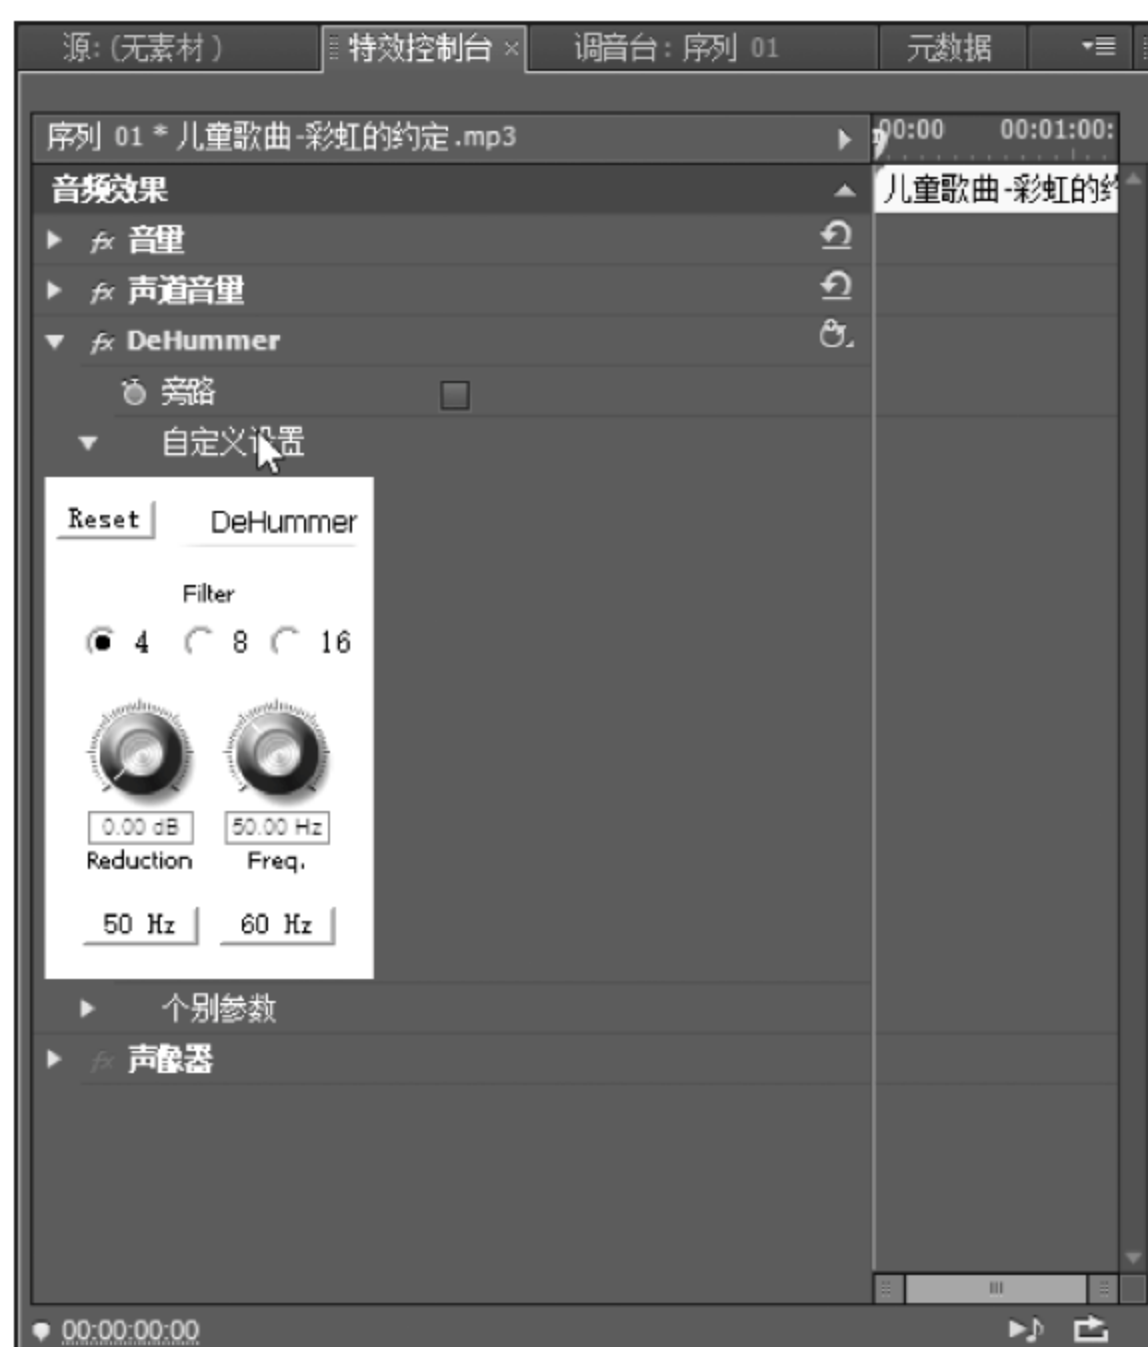 源: (无素材)
特效控制台 ×
调音台: 序列 01
元数据
序列 01 * 儿童歌曲-彩虹的约定.mp3
00:00
00:01:00:
音频效果
儿童歌曲-彩虹的约
fx 音量
fx 声道音量
fx DeHummer
旁路
自定义设置
Reset
DeHummer
Filter
4 8 16
0.00 dB 50.00 Hz
Reduction Freq.
50 Hz 60 Hz
个别参数
fx 声像器
00:00:00:00